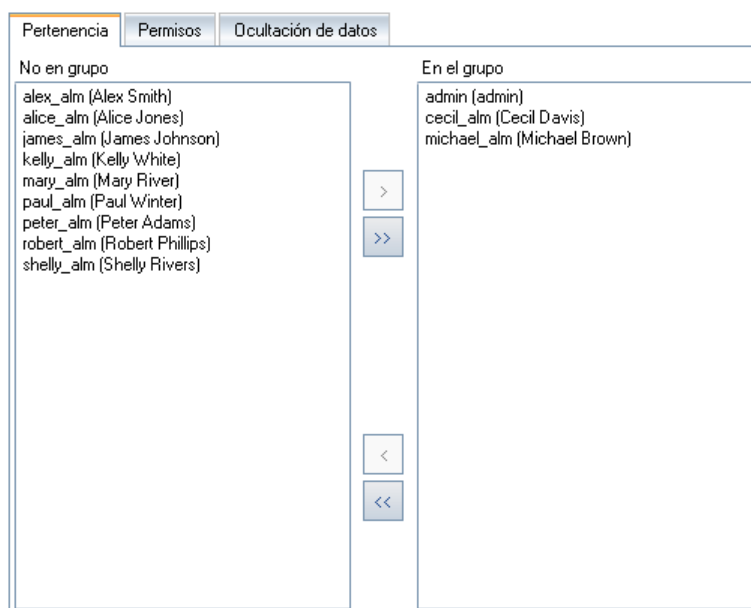 Pertenencia Permisos Ocultación de datos
No en grupo
alex_alm (Alex Smith)
alice_alm (Alice Jones)
james_alm (James Johnson)
kelly_alm (Kelly White)
mary_alm (Mary River)
paul_alm (Paul Winter)
peter_alm (Peter Adams)
robert_alm (Robert Phillips)
shelly_alm (Shelly Rivers)
>
>>
<
<<
En el grupo
admin (admin)
cecil_alm (Cecil Davis)
michael_alm (Michael Brown)